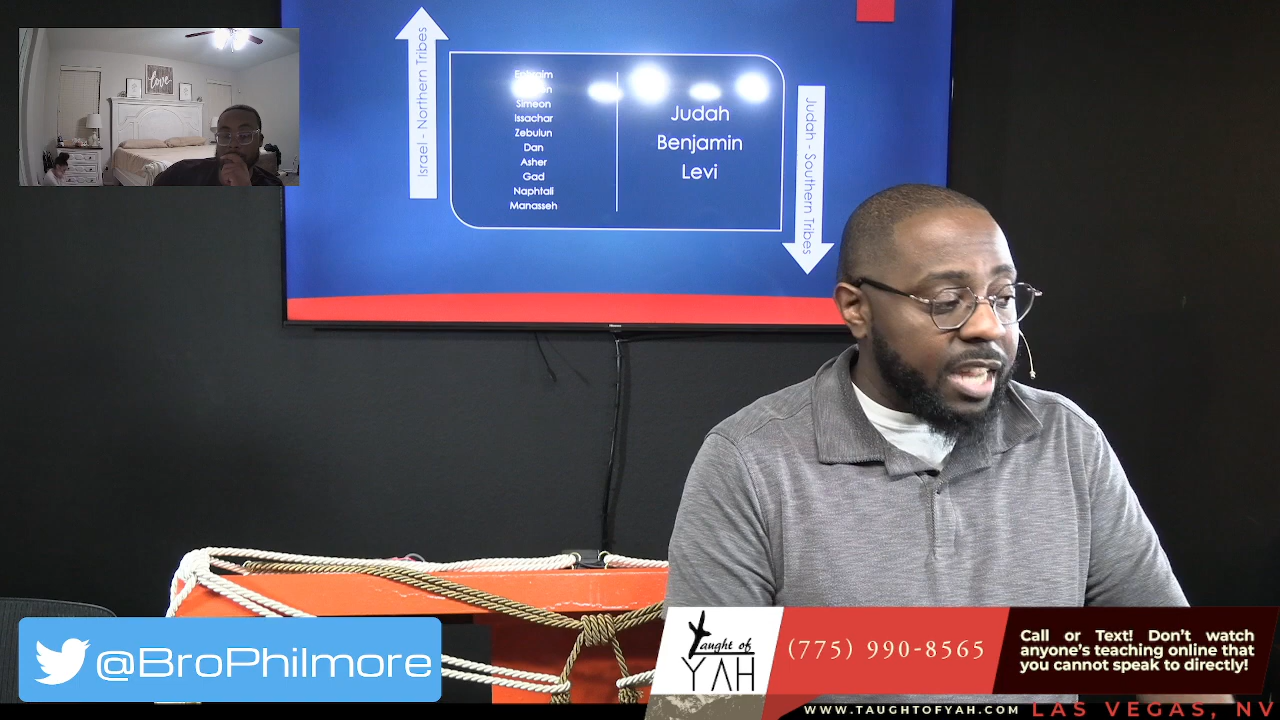 love
Israel - Northern Tribes
Ephraim
Simeon
Issachar
Zebulun
Dan
Asher
Gad
Naphtali
Manasseh
Judah
Benjamin
Levi
Judah - Southern Tribes
@BroPhilmore
Taught of
YAH
(775) 990-8565
Call or Text! Don't watch
anyone's teaching online that
you cannot speak to directly!
WWW.TAUGHTOFYAH.COM
LAS VEGAS, NV